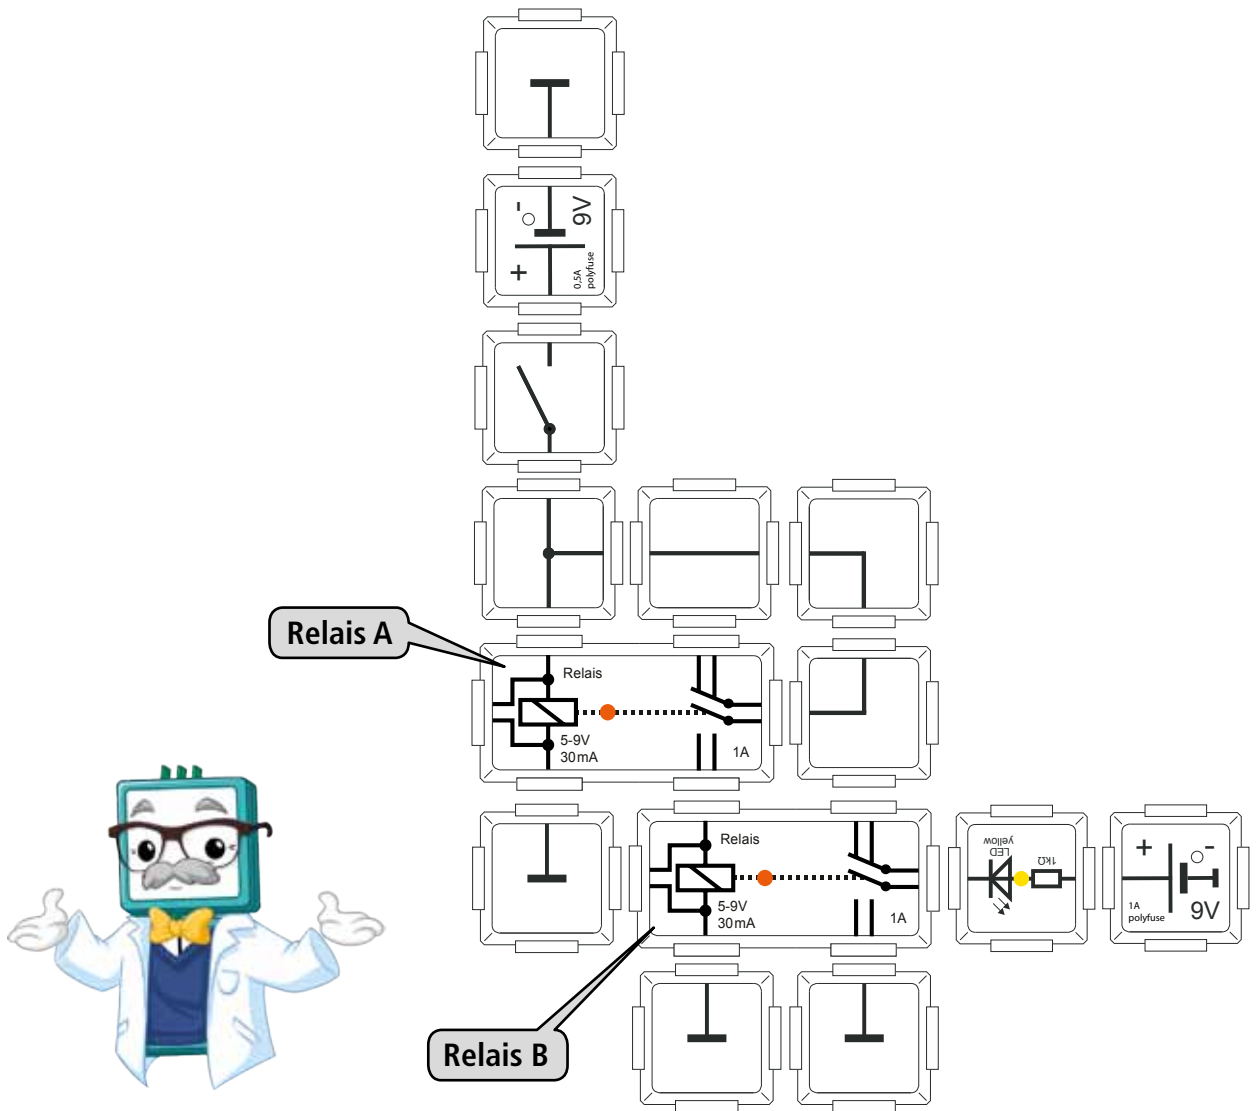 -
+
9V
0,5A
polyfuse
Relais A
Relais
5-9V
30mA
1A
Relais
5-9V
30mA
1A
LED
yellow
1kΩ
+
-
1A
polyfuse
9V
Relais B